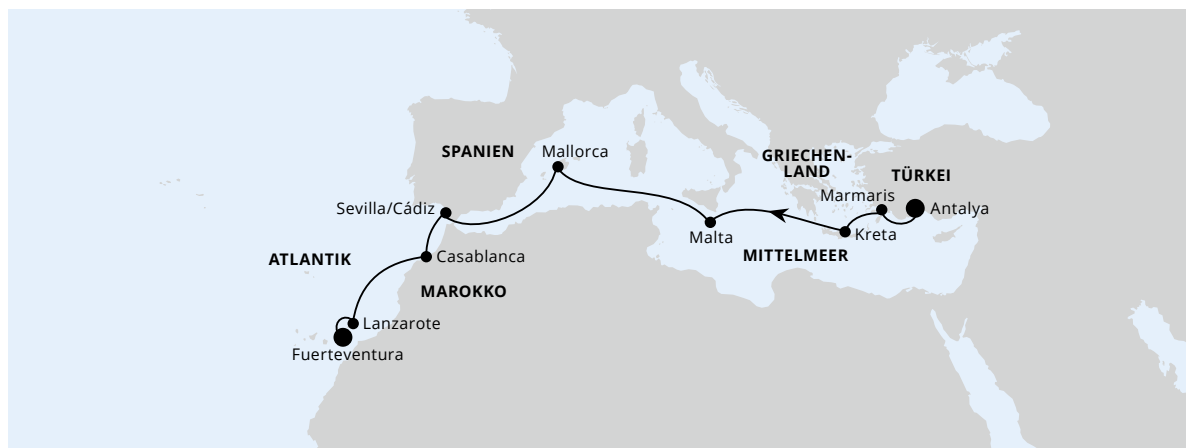 SPANIEN
Mallorca
GRIECHEN-
LAND
TÜRKEI
Marmaris
Antalya
Sevilla/Cádiz
Malta
Kreta
MITTELMEER
ATLANTIK
Casablanca
MAROKKO
Lanzarote
Fuerteventura